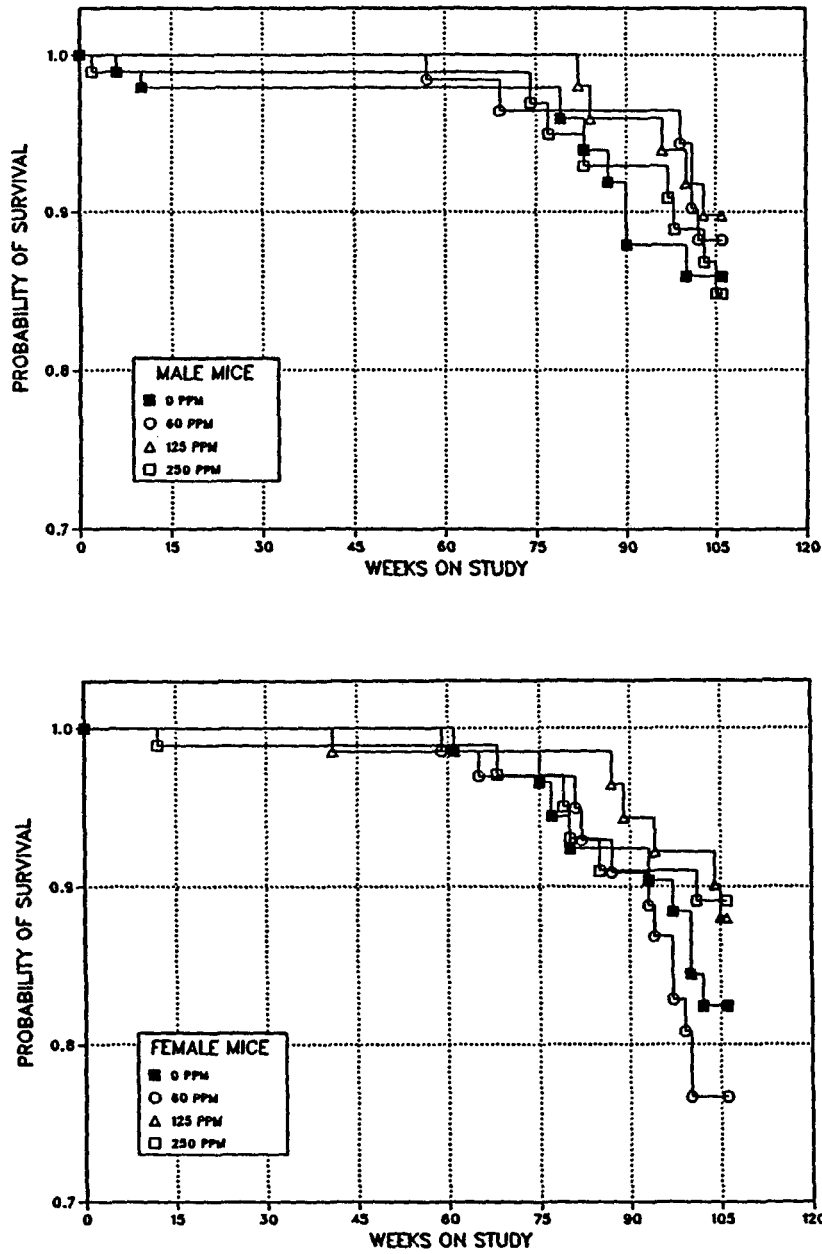 1.0
0.9
0.8
0.7
PROBABILITY OF SURVIVAL
MALE MICE
0 PPM
60 PPM
125 PPM
250 PPM
0 15 30 45 60 75 90 105 120
WEEKS ON STUDY
1.0
0.9
0.8
0.7
PROBABILITY OF SURVIVAL
FEMALE MICE
0 PPM
60 PPM
125 PPM
250 PPM
0 15 30 45 60 75 90 105 120
WEEKS ON STUDY